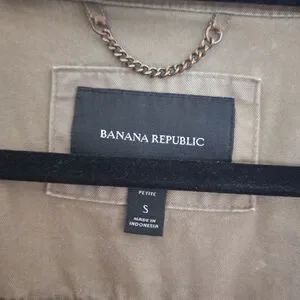 BANANA REPUBLIC
PETITE
S
MADE IN
INDONESIA